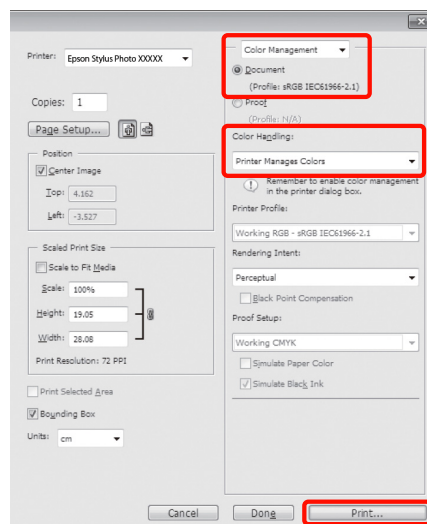 Printer:
Epson Stylus Photo XXXXX
Copies: 1
Page Setup...
Position
Center Image
Top: 4.162
Left: -3.527
Scaled Print Size
Scale to Fit Media
Scale: 100%
Height: 19.05
Width: 28.08
Print Resolution: 72 PPI
Print Selected Area
Bounding Box
Units: cm
Color Management
Document
(Profile: sRGB IEC61966-2.1)
Proof
(Profile: N/A)
Color Handling:
Printer Manages Colors
Remember to enable color management
in the printer dialog box.
Printer Profile:
Working RGB - sRGB IEC61966-2.1
Rendering Intent:
Perceptual
Black Point Compensation
Proof Setup:
Working CMYK
Simulate Paper Color
Simulate Black Ink
Cancel
Done
Print...